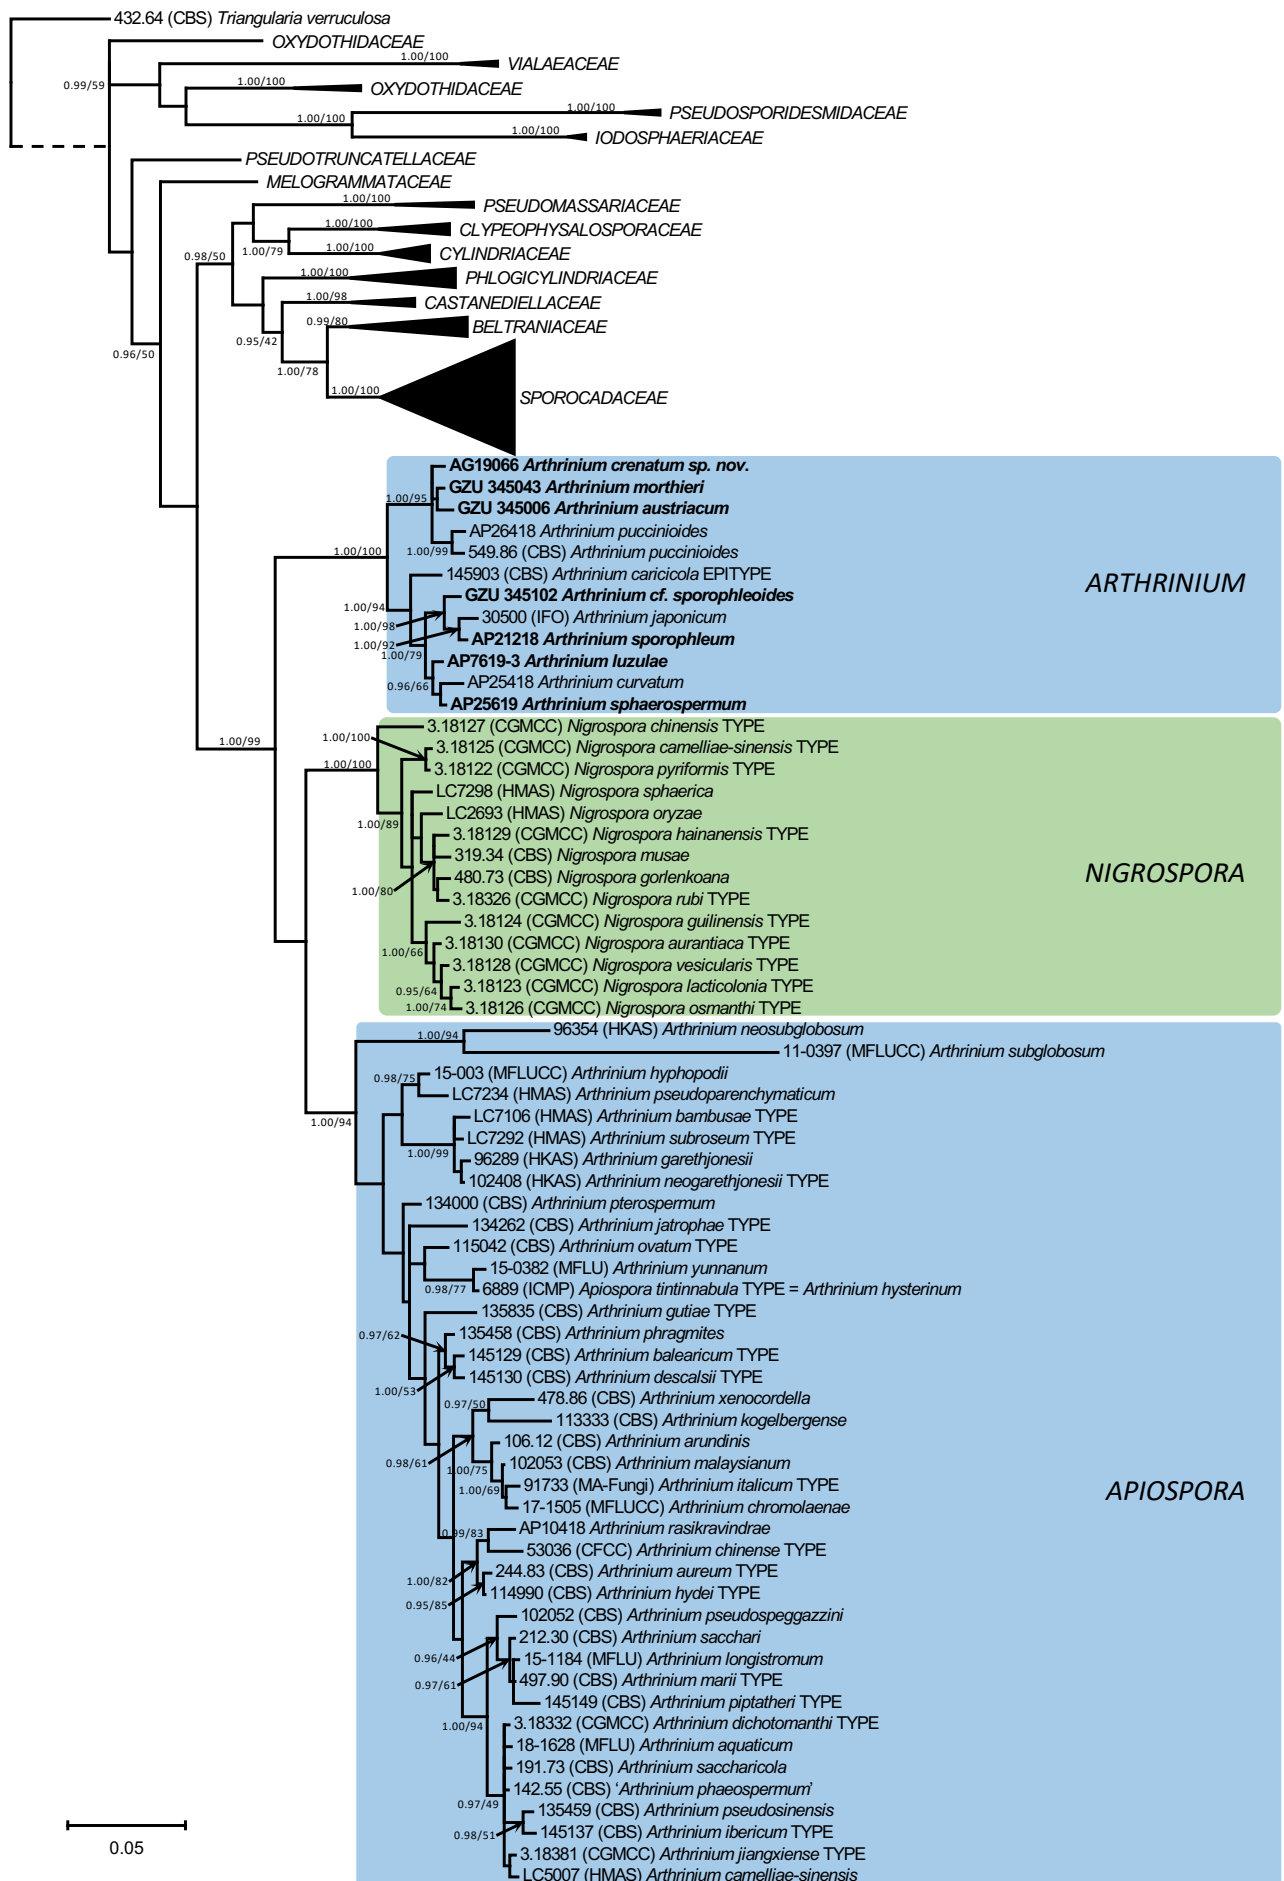 432.64 (CBS) Triangularia verruculosa
OXYDOTHIDACEAE
1.00/100
VIALAEACEAE
0.99/59
1.00/100
OXYDOTHIDACEAE
1.00/100
PSEUDOSPORIDESMIDACEAE
1.00/100
1.00/100
IODOSPHAERIACEAE
PSEUDOTRUNCATELLACEAE
MELOGRAMMATACEAE
1.00/100
PSEUDOMASSARIACEAE
1.00/100
CLYPEOPHYSALOSPORACEAE
0.98/50
1.00/79
1.00/100
CYLINDRIACEAE
1.00/100
PHLOGICYLINDRIACEAE
1.00/98
CASTANEDIELLACEAE
0.99/80
BELTRANIACEAE
0.95/42
0.96/50
1.00/78
1.00/100
SPOROCADACEAE
AG19066 Arthrinium crenatum sp. nov.
GZU 345043 Arthrinium morthieri
1.00/95
GZU 345006 Arthrinium austriacum
AP26418 Arthrinium puccinioides
1.00/100
1.00/99
549.86 (CBS) Arthrinium puccinioides
145903 (CBS) Arthrinium caricicola EPITYPE
ARTHRINIUM
GZU 345102 Arthrinium cf. sporophleoides
1.00/94
30500 (IFO) Arthrinium japonicum
1.00/98
AP21218 Arthrinium sporophleum
1.00/92
1.00/79
AP7619-3 Arthrinium luzulae
AP25418 Arthrinium curvatum
0.96/66
AP25619 Arthrinium sphaerospermum
3.18127 (CGMCC) Nigrospora chinensis TYPE
1.00/100
1.00/99
3.18125 (CGMCC) Nigrospora camelliae-sinensis TYPE
1.00/100
3.18122 (CGMCC) Nigrospora pyriformis TYPE
LC7298 (HMAS) Nigrospora sphaerica
LC2693 (HMAS) Nigrospora oryzae
1.00/89
3.18129 (CGMCC) Nigrospora hainanensis TYPE
319.34 (CBS) Nigrospora musae
NIGROSPORA
480.73 (CBS) Nigrospora gorlenkoana
1.00/80
3.18326 (CGMCC) Nigrospora rubi TYPE
3.18124 (CGMCC) Nigrospora guilinensis TYPE
3.18130 (CGMCC) Nigrospora aurantiaca TYPE
1.00/66
3.18128 (CGMCC) Nigrospora vesicularis TYPE
3.18123 (CGMCC) Nigrospora lacticolonia TYPE
0.95/64
1.00/74
3.18126 (CGMCC) Nigrospora osmanthi TYPE
96354 (HKAS) Arthrinium neosubglobosum
1.00/94
11-0397 (MFLUCC) Arthrinium subglobosum
15-003 (MFLUCC) Arthrinium hyphopodii
0.98/75
LC7234 (HMAS) Arthrinium pseudoparenchymaticum
LC7106 (HMAS) Arthrinium bambusae TYPE
1.00/94
LC7292 (HMAS) Arthrinium subroseum TYPE
1.00/99
96289 (HKAS) Arthrinium garethjonesii
102408 (HKAS) Arthrinium neogarethjonesii TYPE
134000 (CBS) Arthrinium pterospermum
134262 (CBS) Arthrinium jatrophae TYPE
115042 (CBS) Arthrinium ovatum TYPE
15-0382 (MFLU) Arthrinium yunnanum
0.98/77
6889 (ICMP) Apiospora tintinnabula TYPE = Arthrinium hysterinum
135835 (CBS) Arthrinium gutiae TYPE
0.97/62
135458 (CBS) Arthrinium phragmites
145129 (CBS) Arthrinium balearicum TYPE
145130 (CBS) Arthrinium descalsii TYPE
1.00/53
478.86 (CBS) Arthrinium xenocordella
0.97/50
113333 (CBS) Arthrinium kogelbergense
106.12 (CBS) Arthrinium arundinis
0.98/61
102053 (CBS) Arthrinium malaysianum
1.00/75
91733 (MA-Fungi) Arthrinium italicum TYPE
1.00/69
APIOSPORA
17-1505 (MFLUCC) Arthrinium chromolaenae
AP10418 Arthrinium rasikravindrae
0.99/83
53036 (CFCC) Arthrinium chinense TYPE
244.83 (CBS) Arthrinium aureum TYPE
1.00/82
114990 (CBS) Arthrinium hydei TYPE
0.95/85
102052 (CBS) Arthrinium pseudospeggazzini
212.30 (CBS) Arthrinium sacchari
0.96/44
15-1184 (MFLU) Arthrinium longistromum
497.90 (CBS) Arthrinium marii TYPE
0.97/61
145149 (CBS) Arthrinium piptatheri TYPE
1.00/94
3.18332 (CGMCC) Arthrinium dichotomanthi TYPE
18-1628 (MFLU) Arthrinium aquaticum
191.73 (CBS) Arthrinium saccharicola
142.55 (CBS) ‘Arthrinium phaeospermum’
0.97/49
135459 (CBS) Arthrinium pseudosinensis
145137 (CBS) Arthrinium ibericum TYPE
0.98/51
0.05
3.18381 (CGMCC) Arthrinium jiangxiense TYPE
LC5007 (HMAS) Arthrinium camelliae-sinensis